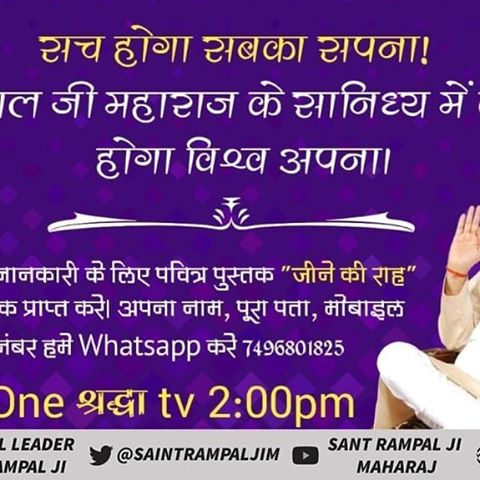 सच होगा सबका सपना!
ाल जी महाराज के सानिध्य में
होगा विश्व अपना।
जानकारी के लिए पवित्र पुस्तक "जीने की राह"
क प्राप्त करे। अपना नाम, पूरा पता, मोबाइल
नंबर हमे Whatsapp करे 7496801825
One श्रद्धा tv 2:00pm
L LEADER
AMPAL JI
@SAINTRAMPALJIM
SANT RAMPAL JI
MAHARAJ